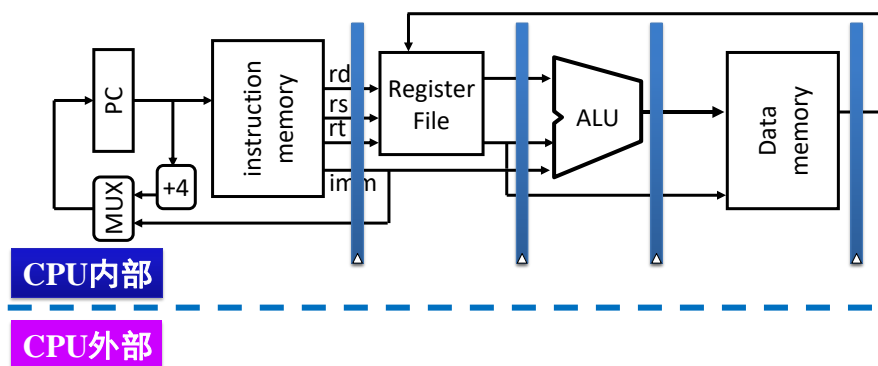 PC
instruction
memory
rd
rs
rt
imm
Register
File
ALU
Data
memory
+4
MUX
CPU内部
CPU外部